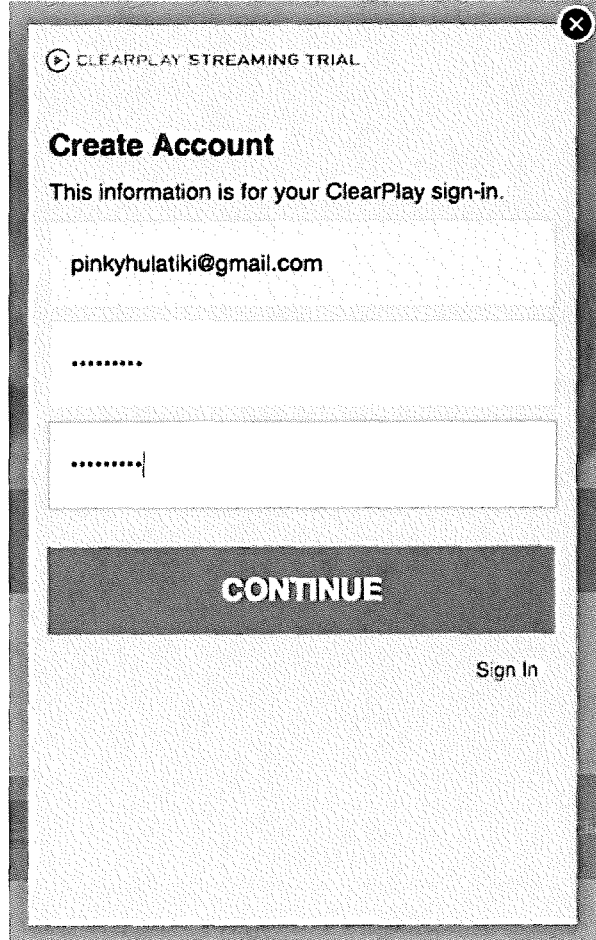 CLEARPLAY STREAMING TRIAL
Create Account
This information is for your ClearPlay sign-in.
pinkyhulatiki@gmail.com
•••••••••
•••••••••
CONTINUE
Sign In